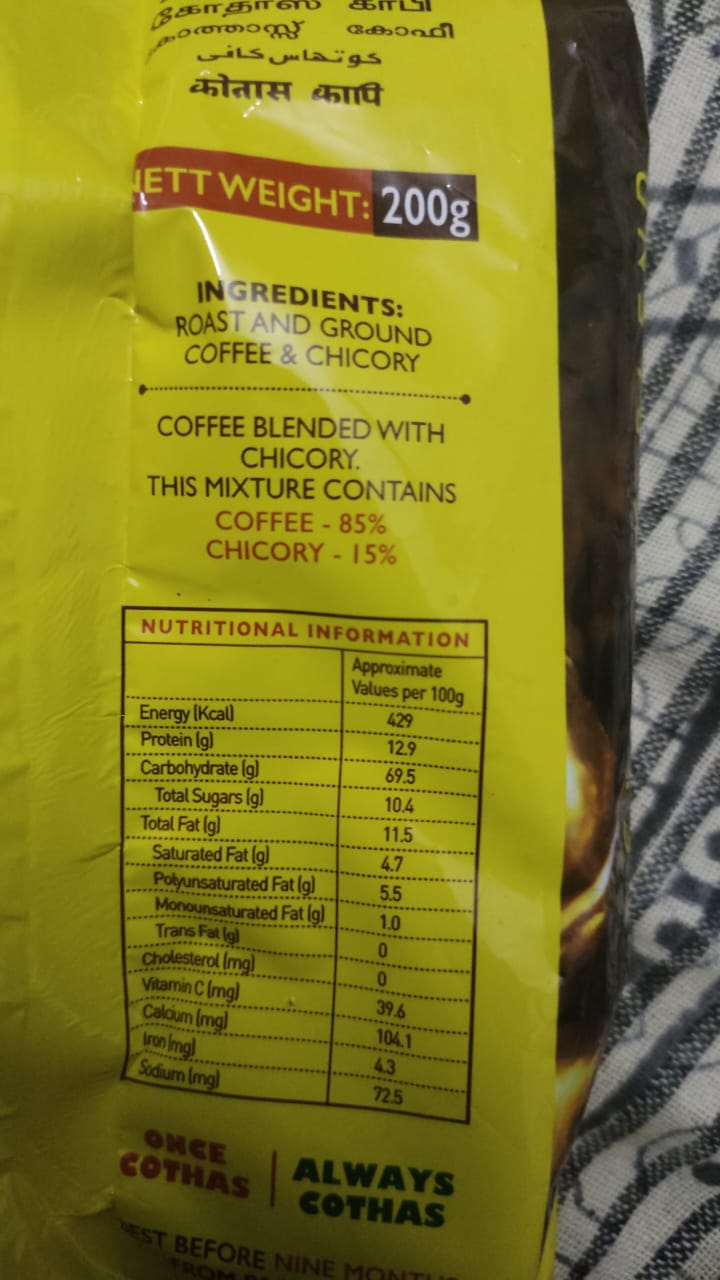 காபி
കോഫീ
کوتھاس کافی
कोतास कापि
NETT WEIGHT: 200g
INGREDIENTS:
ROAST AND GROUND
COFFEE & CHICORY
COFFEE BLENDED WITH
CHICORY.
THIS MIXTURE CONTAINS
COFFEE - 85%
CHICORY - 15%
NUTRITIONAL INFORMATION
Approximate
Values per 100g
Energy (Kcal) 429
Protein (g) 12.9
Carbohydrate (g) 69.5
Total Sugars (g) 10.4
Total Fat (g) 11.5
Saturated Fat (g) 4.7
Polyunsaturated Fat (g) 5.5
Monounsaturated Fat (g) 1.0
Trans Fat (g) 0
Cholesterol (mg) 0
Vitamin C (mg) 39.6
Calcium (mg) 104.1
Iron (mg) 4.3
Sodium (mg) 72.5
ONCE
COTHAS
ALWAYS
COTHAS
BEST BEFORE NINE MONTHS
FROM